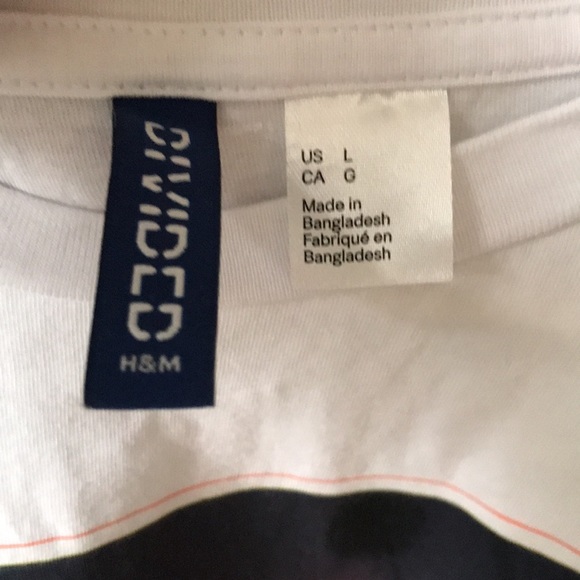 DIVIDED
H&M
US L
CA G
Made in
Bangladesh
Fabriqué en
Bangladesh